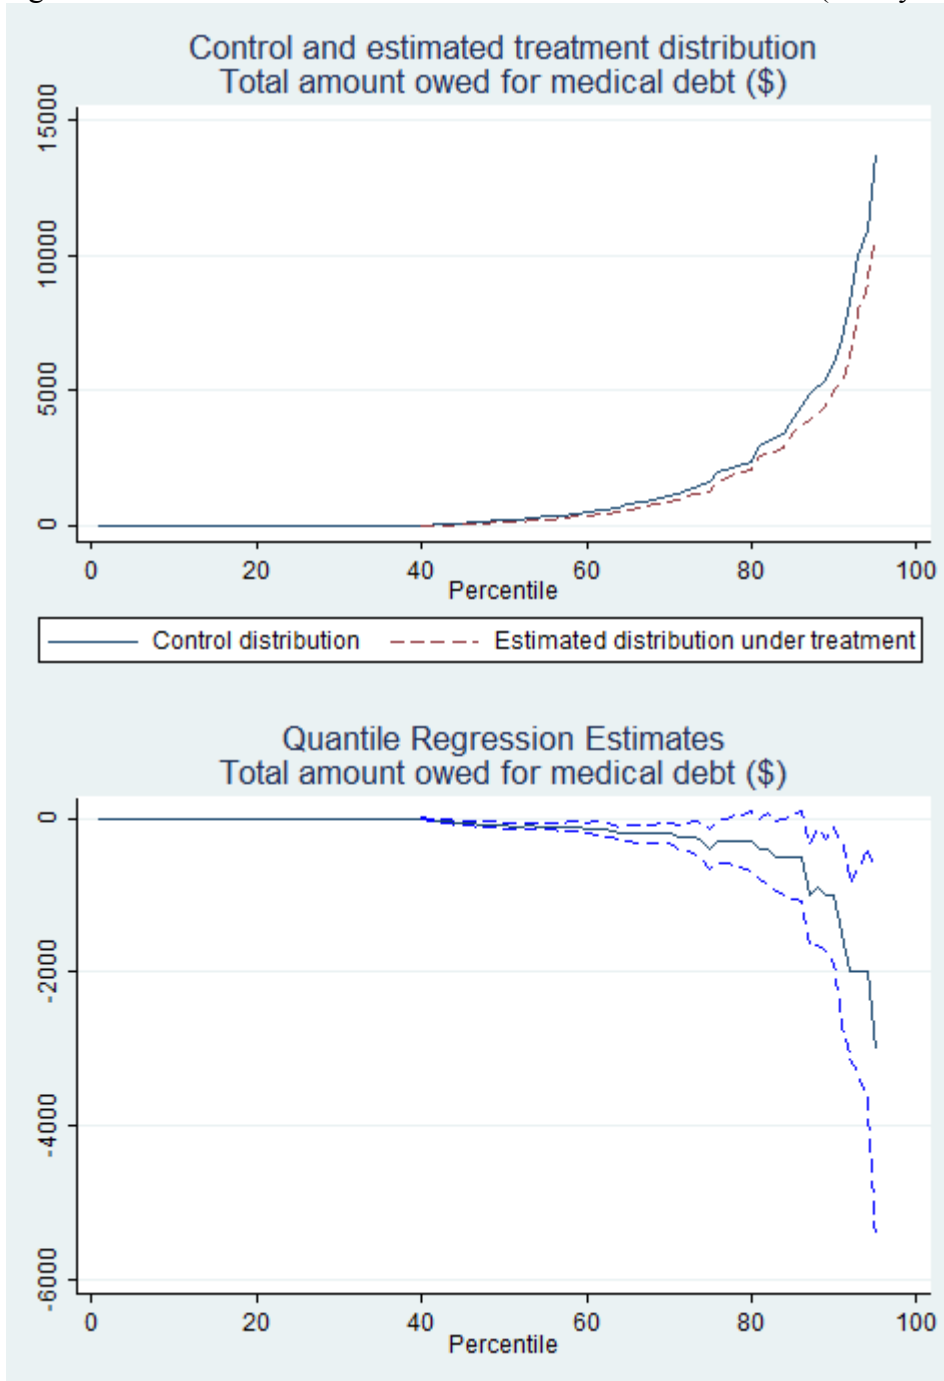 Control and estimated treatment distribution
Total amount owed for medical debt ($)
15000
10000
5000
0
0 20 40 60 80 100
Percentile
Control distribution Estimated distribution under treatment
Quantile Regression Estimates
Total amount owed for medical debt ($)
0
-2000
-4000
-6000
0 20 40 60 80 100
Percentile